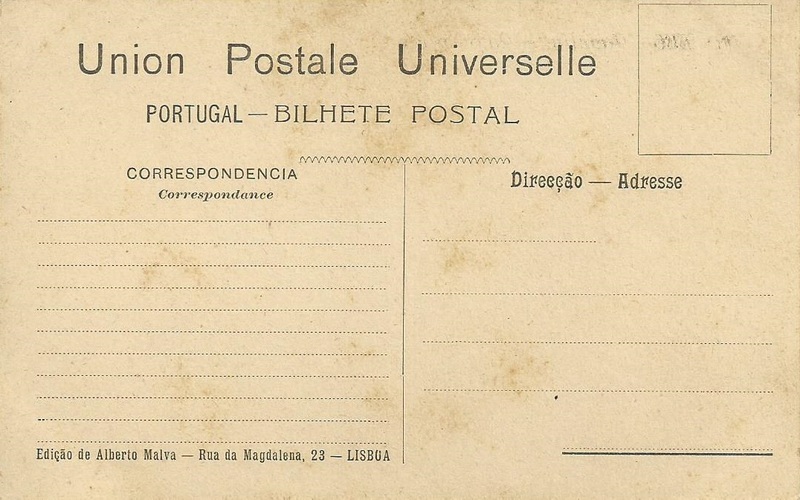 Union Postale Universelle
PORTUGAL — BILHETE POSTAL
CORRESPONDENCIA
Correspondance
Direcção — Adresse
Edição de Alberto Malva — Rua da Magdalena, 23 — LISBOA